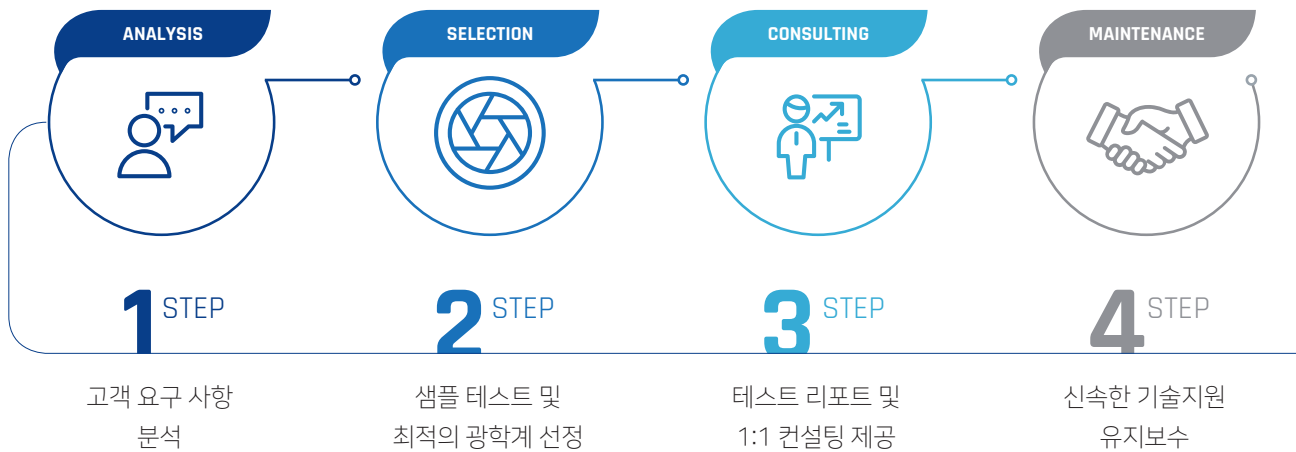 ANALYSIS
SELECTION
CONSULTING
MAINTENANCE
1 STEP
2 STEP
3 STEP
4 STEP
고객 요구 사항
분석
샘플 테스트 및
최적의 광학계 선정
테스트 리포트 및
1:1 컨설팅 제공
신속한 기술지원
유지보수